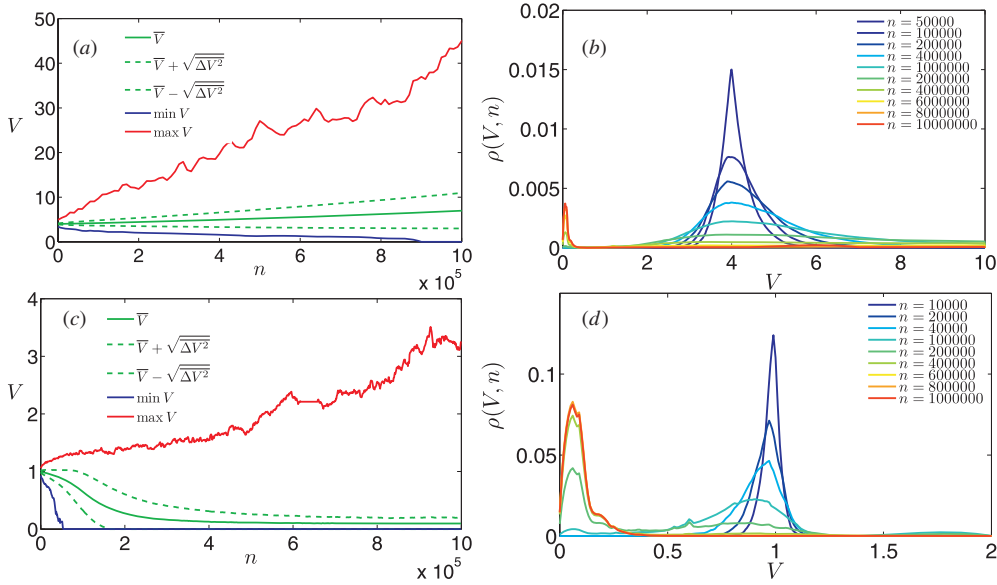 (a)
V
50
40
30
20
10
0
0 2 4 6 8 10
x 10^5
n
V̅
V̅ + √ΔV²
V̅ − √ΔV²
min V
max V
(b)
ρ(V, n)
0.015
0.01
0.005
0
0 2 4 6 8 10
V
n = 50000
n = 100000
n = 200000
n = 400000
n = 1000000
n = 2000000
n = 4000000
n = 6000000
n = 8000000
n = 10000000
(c)
V
4
3
2
1
0
0 2 4 6 8 10
x 10^5
n
V̅
V̅ + √ΔV²
V̅ − √ΔV²
min V
max V
(d)
ρ(V, n)
0.1
0.05
0
0 0.5 1 1.5 2
V
n = 10000
n = 20000
n = 40000
n = 100000
n = 200000
n = 400000
n = 600000
n = 800000
n = 1000000